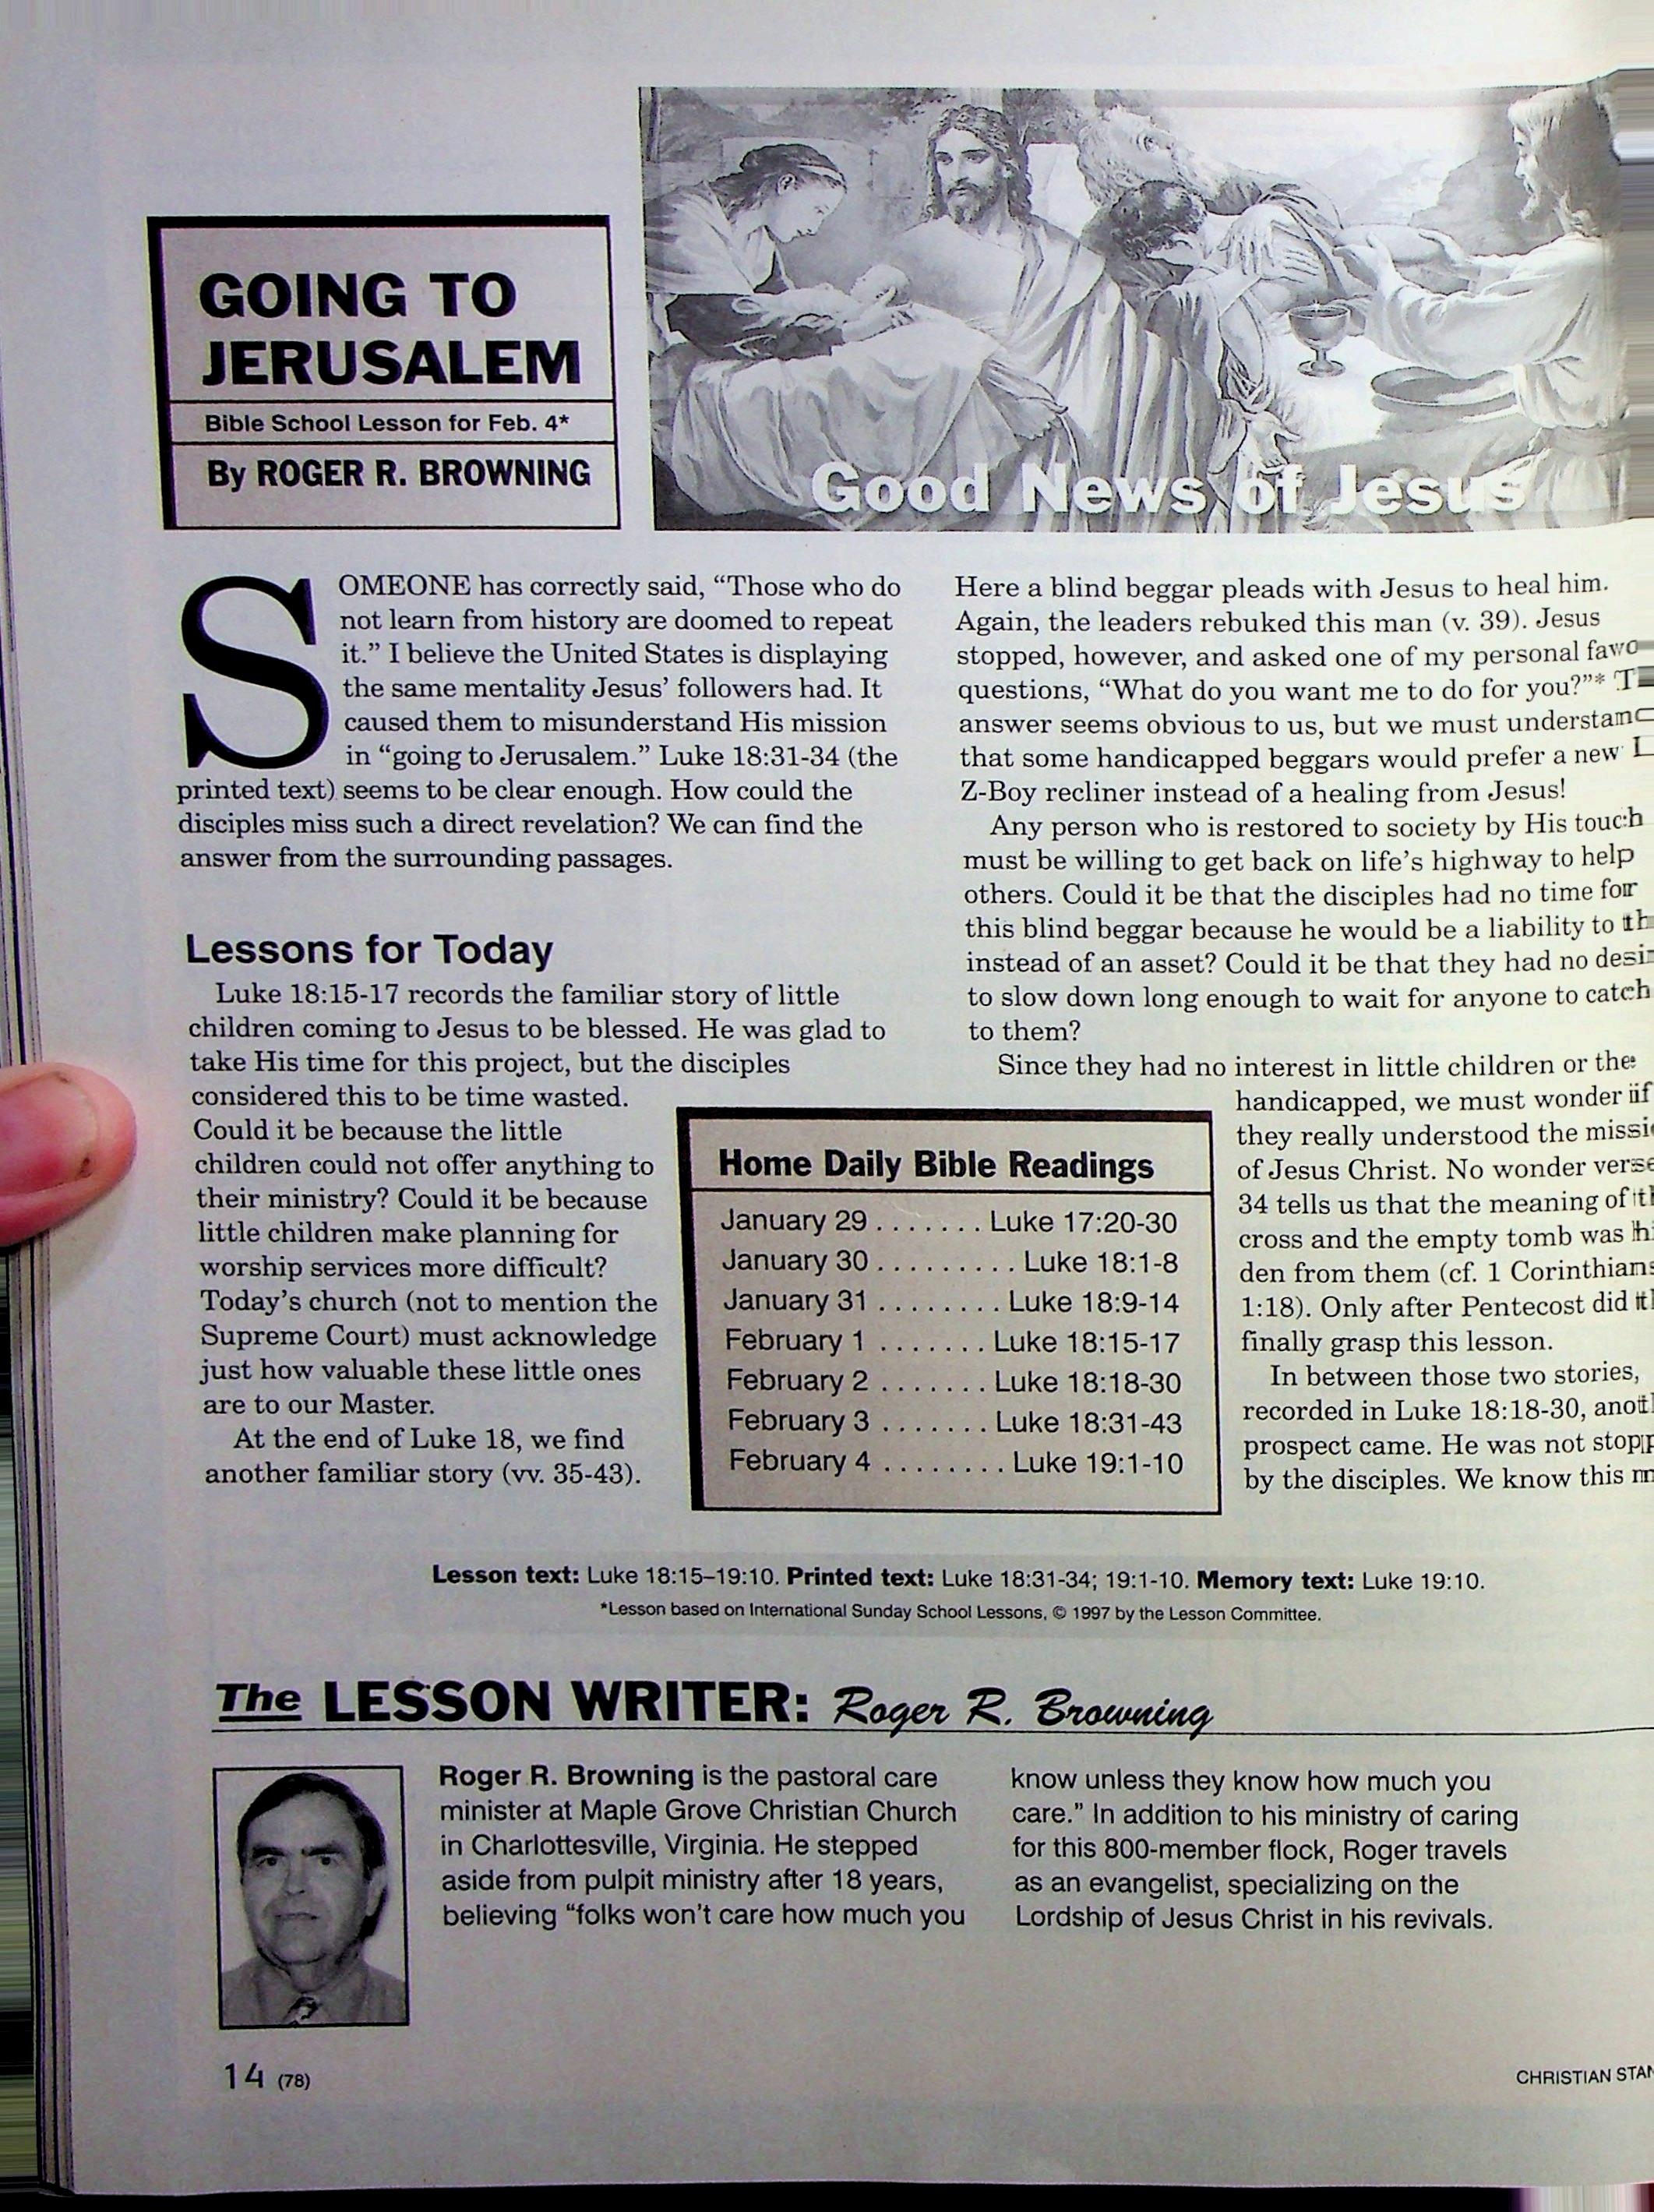 GOING TO
JERUSALEM
Bible School Lesson for Feb. 4*
By ROGER R. BROWNING
Good News of Jesus
SOMEONE has correctly said, “Those who do
not learn from history are doomed to repeat
it.” I believe the United States is displaying
the same mentality Jesus’ followers had. It
caused them to misunderstand His mission
in “going to Jerusalem.” Luke 18:31-34 (the
printed text) seems to be clear enough. How could the
disciples miss such a direct revelation? We can find the
answer from the surrounding passages.
Lessons for Today
Luke 18:15-17 records the familiar story of little
children coming to Jesus to be blessed. He was glad to
take His time for this project, but the disciples
considered this to be time wasted.
Could it be because the little
children could not offer anything to
their ministry? Could it be because
little children make planning for
worship services more difficult?
Today’s church (not to mention the
Supreme Court) must acknowledge
just how valuable these little ones
are to our Master.
At the end of Luke 18, we find
another familiar story (vv. 35-43).
Here a blind beggar pleads with Jesus to heal him.
Again, the leaders rebuked this man (v. 39). Jesus
stopped, however, and asked one of my personal
questions, “What do you want me to do for you?”*
answer seems obvious to us, but we must
that some handicapped beggars would prefer a new
Z-Boy recliner instead of a healing from Jesus!
Any person who is restored to society by His touch
must be willing to get back on life’s highway to help
others. Could it be that the disciples had no time for
this blind beggar because he would be a liability to
instead of an asset? Could it be that they had no
to slow down long enough to wait for anyone to catch
to them?
Since they had no interest in little children or the
handicapped, we must wonder if
they really understood the
of Jesus Christ. No wonder
34 tells us that the meaning of
cross and the empty tomb was
den from them (cf. 1 Corinthians
1:18). Only after Pentecost did
finally grasp this lesson.
In between those two stories,
recorded in Luke 18:18-30,
prospect came. He was not
by the disciples. We know this
Home Daily Bible Readings
January 29 ....... Luke 17:20-30
January 30 ......... Luke 18:1-8
January 31 ........ Luke 18:9-14
February 1 ....... Luke 18:15-17
February 2 ....... Luke 18:18-30
February 3 ....... Luke 18:31-43
February 4 ........ Luke 19:1-10
Lesson text: Luke 18:15–19:10. Printed text: Luke 18:31-34; 19:1-10. Memory text: Luke 19:10.
*Lesson based on International Sunday School Lessons, © 1997 by the Lesson Committee.
The LESSON WRITER: Roger R. Browning
Roger R. Browning is the pastoral care
minister at Maple Grove Christian Church
in Charlottesville, Virginia. He stepped
aside from pulpit ministry after 18 years,
believing “folks won’t care how much you
know unless they know how much you
care.” In addition to his ministry of caring
for this 800-member flock, Roger travels
as an evangelist, specializing on the
Lordship of Jesus Christ in his revivals.
14 (78)
CHRISTIAN